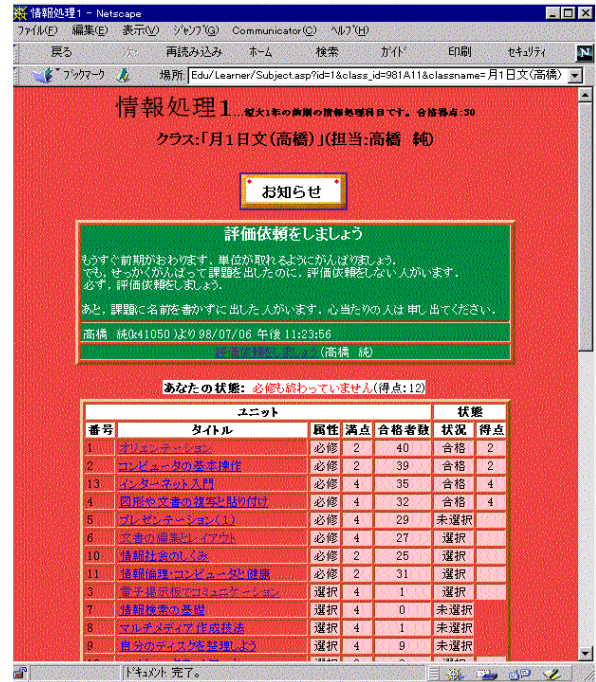 情報処理1 - Netscape
ファイル(F) 編集(E) 表示(V) ジャンプ(G) Communicator(C) ヘルプ(H)
戻る 再読み込み ホーム 検索 ガイド 印刷 セキュリティ
ブックマーク 場所: Edu/Learner/Subject.asp?id=1&class_id=981A11&classname=月1日文(高橋)
情報処理1...短大1年の前期の情報処理科目です。合格得点:30
クラス:「月1日文(高橋)」(担当:高橋 純)
お知らせ
評価依頼をしましょう
もうすぐ前期がおわります．単位が取れるようにがんばりましょう．
でも，せっかくがんばって課題を出したのに，評価依頼をしない人がいます．
必ず，評価依頼をしましょう．
あと，課題に名前を書かずに出した人がいます．心当たりの人は申し出てください．
高橋 純(k41050)より98/07/06 午後 11:23:56
評価依頼をしましょう(高橋 純)
あなたの状態: 必修も終わっていません(得点:12)
ユニット 状態
番号 タイトル 属性 満点 合格者数 状況 得点
1 オリエンテーション 必修 2 40 合格 2
2 コンピュータの基本操作 必修 2 39 合格 2
13 インターネット入門 必修 4 35 合格 4
4 図形や文書の複写と貼り付け 必修 4 32 合格 4
5 プレゼンテーション(1) 必修 4 29 未選択
6 文書の編集とレイアウト 必修 4 27 選択
10 情報社会のしくみ 必修 2 25 選択
11 情報倫理・コンピュータと健康 必修 2 31 選択
3 電子掲示板でコミュニケーション 選択 4 1 選択
7 情報検索の基礎 選択 4 0 未選択
8 マルチメディア作成技法 選択 4 1 未選択
9 自分のディスクを整理しよう 選択 4 9 未選択
ドキュメント 完了。